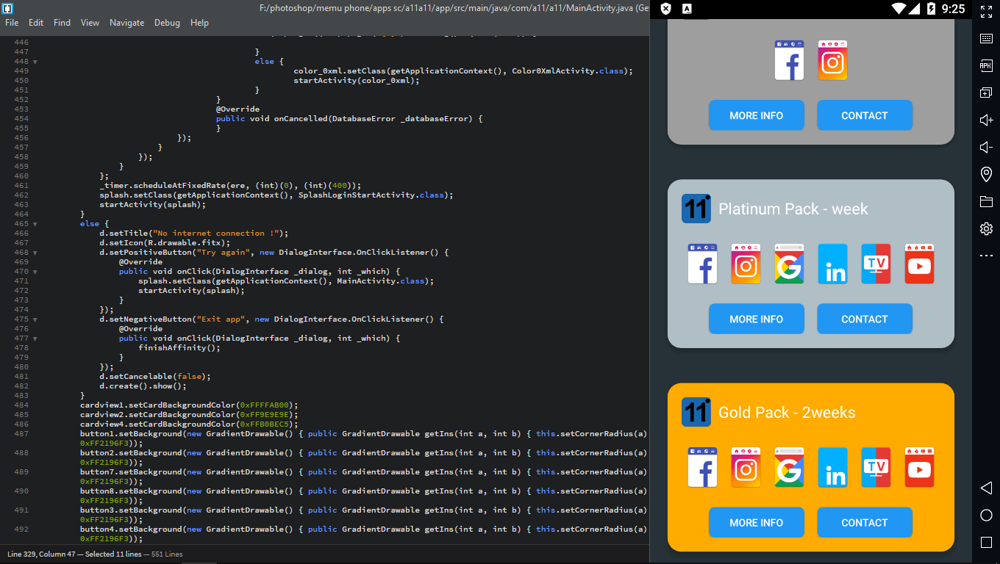 F:/photoshop/memu phone/apps sc/a11a11/app/src/main/java/com/a11/a11/MainActivity.java (Ge
File Edit Find View Navigate Debug Help
446
447 }
448 else {
449 color_0xml.setClass(getApplicationContext(), Color0XmlActivity.class);
450 startActivity(color_0xml);
451 }
452 }
453 @Override
454 public void onCancelled(DatabaseError _databaseError) {
455 }
456 });
457 }
458 });
459 }
460 };
461 _timer.scheduleAtFixedRate(ere, (int)(0), (int)(400));
462 splash.setClass(getApplicationContext(), SplashLoginStartActivity.class);
463 startActivity(splash);
464 }
465 else {
466 d.setTitle("No internet connection !");
467 d.setIcon(R.drawable.fitx);
468 d.setPositiveButton("Try again", new DialogInterface.OnClickListener() {
469 @Override
470 public void onClick(DialogInterface _dialog, int _which) {
471 splash.setClass(getApplicationContext(), MainActivity.class);
472 startActivity(splash);
473 }
474 });
475 d.setNegativeButton("Exit app", new DialogInterface.OnClickListener() {
476 @Override
477 public void onClick(DialogInterface _dialog, int _which) {
478 finishAffinity();
479 }
480 });
481 d.setCancelable(false);
482 d.create().show();
483 }
484 cardview1.setCardBackgroundColor(0xFFFFAB00);
485 cardview2.setCardBackgroundColor(0xFF9E9E9E);
486 cardview4.setCardBackgroundColor(0xFFB0BEC5);
487 button1.setBackground(new GradientDrawable() { public GradientDrawable getIns(int a, int b) { this.setCornerRadius(a)
0xFF2196F3));
488 button2.setBackground(new GradientDrawable() { public GradientDrawable getIns(int a, int b) { this.setCornerRadius(a)
0xFF2196F3));
489 button7.setBackground(new GradientDrawable() { public GradientDrawable getIns(int a, int b) { this.setCornerRadius(a)
0xFF2196F3));
490 button8.setBackground(new GradientDrawable() { public GradientDrawable getIns(int a, int b) { this.setCornerRadius(a)
0xFF2196F3));
491 button3.setBackground(new GradientDrawable() { public GradientDrawable getIns(int a, int b) { this.setCornerRadius(a)
0xFF2196F3));
492 button4.setBackground(new GradientDrawable() { public GradientDrawable getIns(int a, int b) { this.setCornerRadius(a)
0xFF2196F3));
Line 329, Column 47 — Selected 11 lines — 551 Lines
A
9:25
APK
f
MORE INFO CONTACT
11 Platinum Pack - week
f G in TV
MORE INFO CONTACT
11 Gold Pack - 2weeks
f G in TV
MORE INFO CONTACT